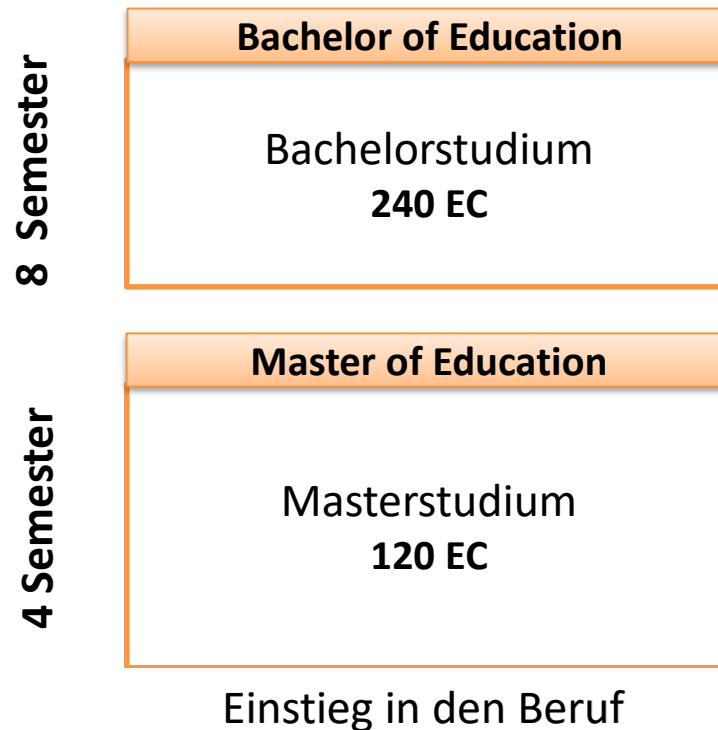 Bachelor of Education
8 Semester
Bachelorstudium
240 EC
Master of Education
4 Semester
Masterstudium
120 EC
Einstieg in den Beruf